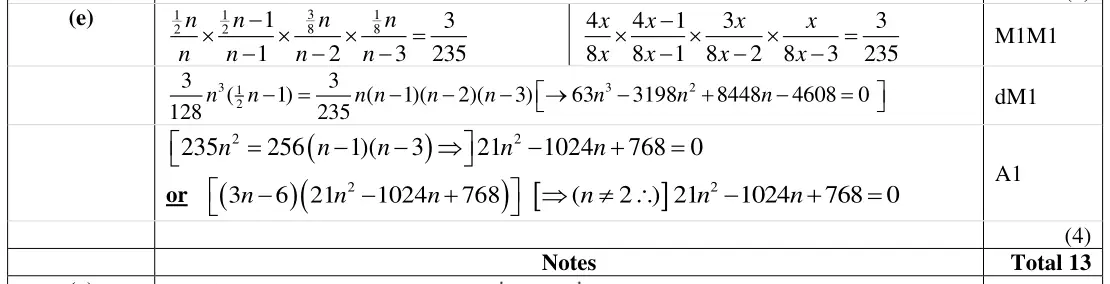 (e) ½n/n × (½n − 1)/(n − 1) × ⅜n/(n − 2) × ⅛n/(n − 3) = 3/235 4x/8x × (4x − 1)/(8x − 1) × 3x/(8x − 2) × x/(8x − 3) = 3/235 M1M1
3/128 n³(½n − 1) = 3/235 n(n − 1)(n − 2)(n − 3) [→ 63n³ − 3198n² + 8448n − 4608 = 0] dM1
[235n² = 256(n − 1)(n − 3) ⇒] 21n² − 1024n + 768 = 0
or [(3n − 6)(21n² − 1024n + 768)] [⇒ (n ≠ 2 ∴)] 21n² − 1024n + 768 = 0 A1
(4)
Notes Total 13